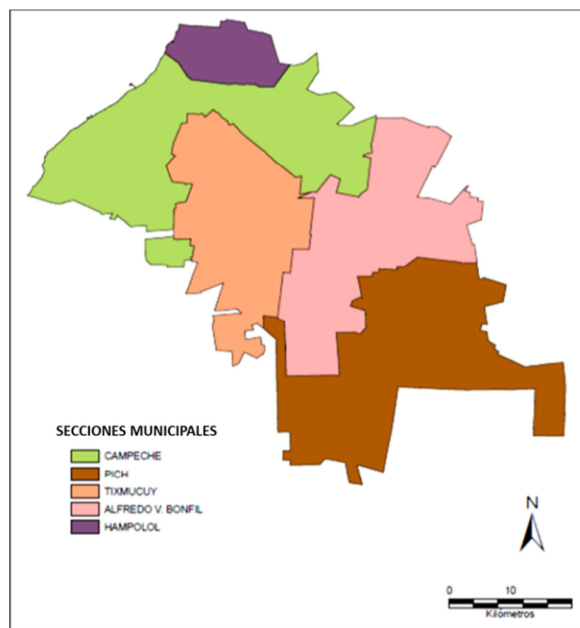 SECCIONES MUNICIPALES
CAMPECHE
PICH
TIXMUCUY
ALFREDO V. BONFIL
HAMPOLOL
N
0 10
Kilómetros